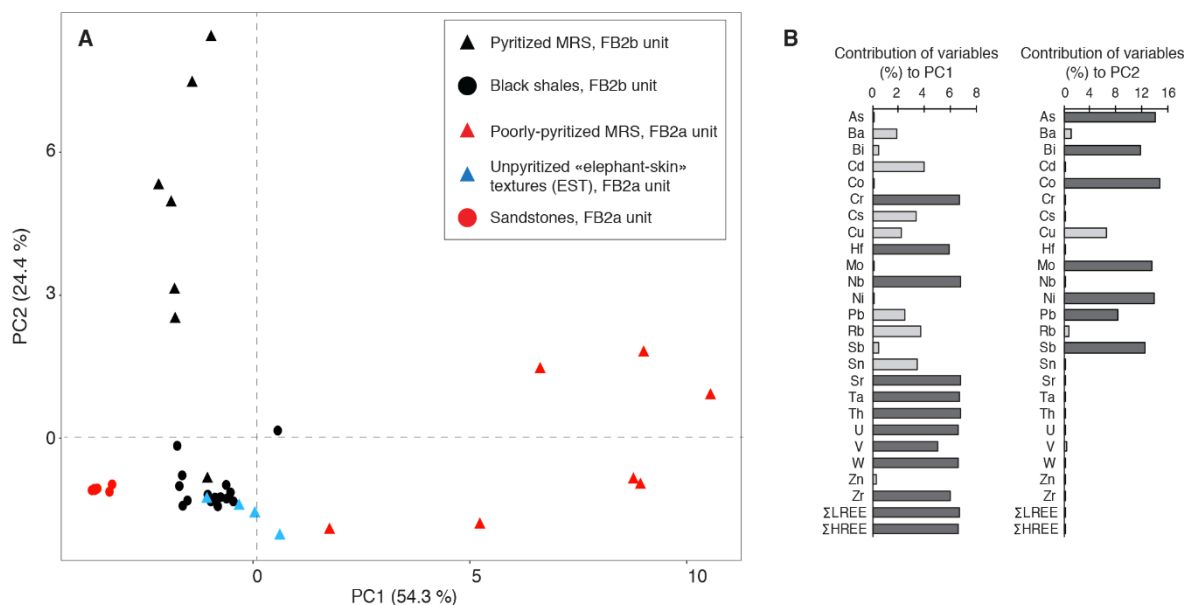 A
Pyritized MRS, FB2b unit
Black shales, FB2b unit
Poorly-pyritized MRS, FB2a unit
Unpyritized «elephant-skin»
textures (EST), FB2a unit
Sandstones, FB2a unit
PC2 (24.4 %)
6
3
0
0
5
10
PC1 (54.3 %)
B
Contribution of variables
(%) to PC1
0 2 4 6 8
As
Ba
Bi
Cd
Co
Cr
Cs
Cu
Hf
Mo
Nb
Ni
Pb
Rb
Sb
Sn
Sr
Ta
Th
U
V
W
Zn
Zr
ΣLREE
ΣHREE
Contribution of variables
(%) to PC2
0 4 8 12 16
As
Ba
Bi
Cd
Co
Cr
Cs
Cu
Hf
Mo
Nb
Ni
Pb
Rb
Sb
Sn
Sr
Ta
Th
U
V
W
Zn
Zr
ΣLREE
ΣHREE